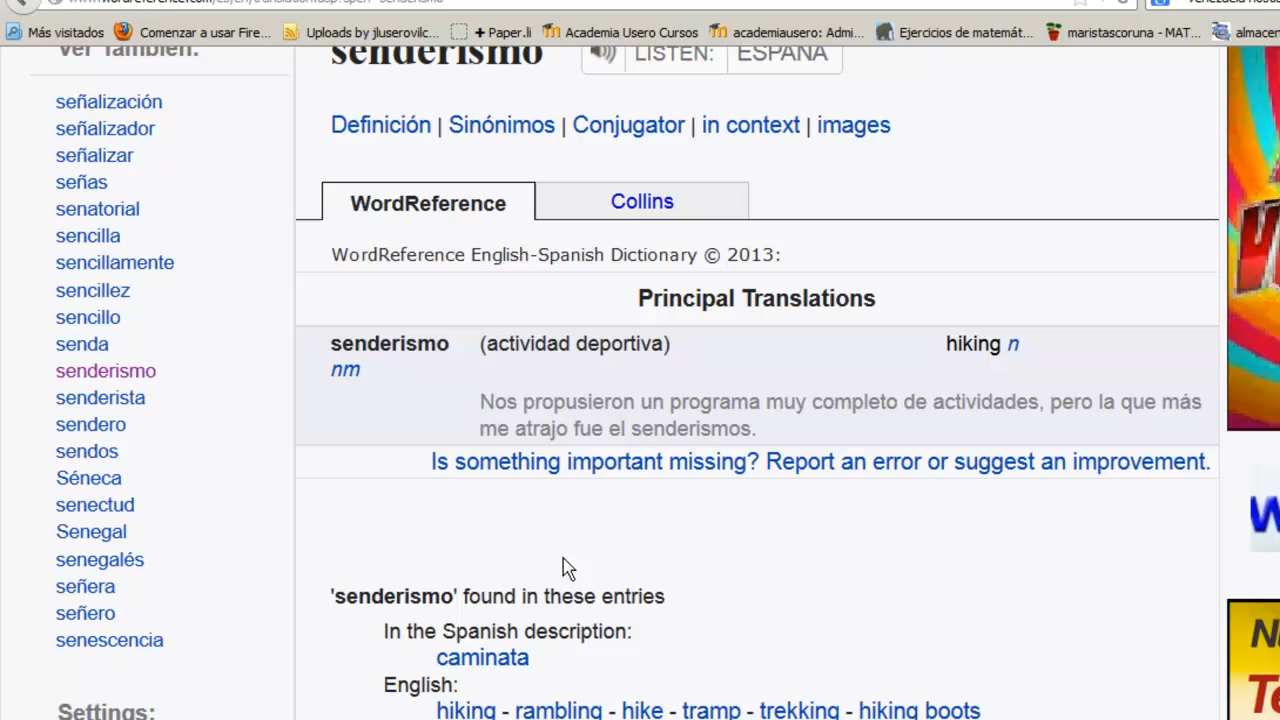 Más visitados Comenzar a usar Fire... Uploads by jluserovilc... + Paper.li Academia Usero Cursos academiausero: Admi... Ejercicios de matemát... maristascoruna - MAT... almacen
Ver También:
senderismo LISTEN: ESPAÑA
señalización
señalizador
señalizar
señas
senatorial
sencilla
sencillamente
sencillez
sencillo
senda
senderismo
senderista
sendero
sendos
Séneca
senectud
Senegal
senegalés
señera
señero
senescencia
Settings:
Definición | Sinónimos | Conjugator | in context | images
WordReference Collins
WordReference English-Spanish Dictionary © 2013:
Principal Translations
senderismo (actividad deportiva) hiking n
nm
Nos propusieron un programa muy completo de actividades, pero la que más
me atrajo fue el senderismos.
Is something important missing? Report an error or suggest an improvement.
'senderismo' found in these entries
In the Spanish description:
caminata
English:
hiking - rambling - hike - tramp - trekking - hiking boots